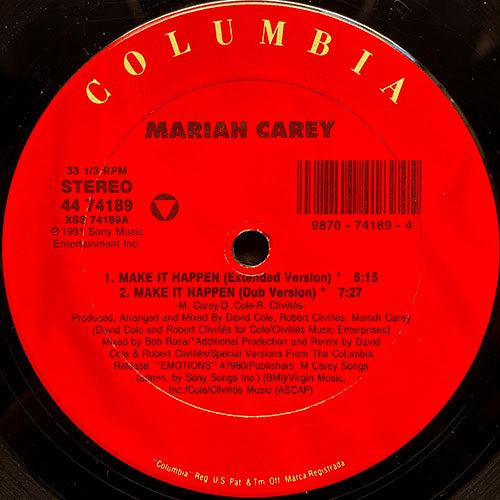 COLUMBIA
MARIAH CAREY
33 1/3 RPM
STEREO
44 74189
XSS 74189A
℗ 1991 Sony Music
Entertainment Inc.
9870 - 74189 - 4
1. MAKE IT HAPPEN (Extended Version) * 6:15
2. MAKE IT HAPPEN (Dub Version) * 7:27
-M. Carey-D. Cole-R. Clivillés-
Produced, Arranged and Mixed By David Cole, Robert Clivillés, Mariah Carey
(David Cole and Robert Clivillés for Cole/Clivillés Music Enterprises)
Mixed by Bob Rosa/*Additional Production and Remix by David
Cole & Robert Clivillés/Special Versions From The Columbia
Release: "EMOTIONS" 47980/Publishers: M Carey Songs
(admin. by Sony Songs Inc.) (BMI)/Virgin Music,
Inc./Cole/Clivillés Music (ASCAP)
"Columbia" Reg. U.S. Pat. & Tm. Off. Marca Registrada